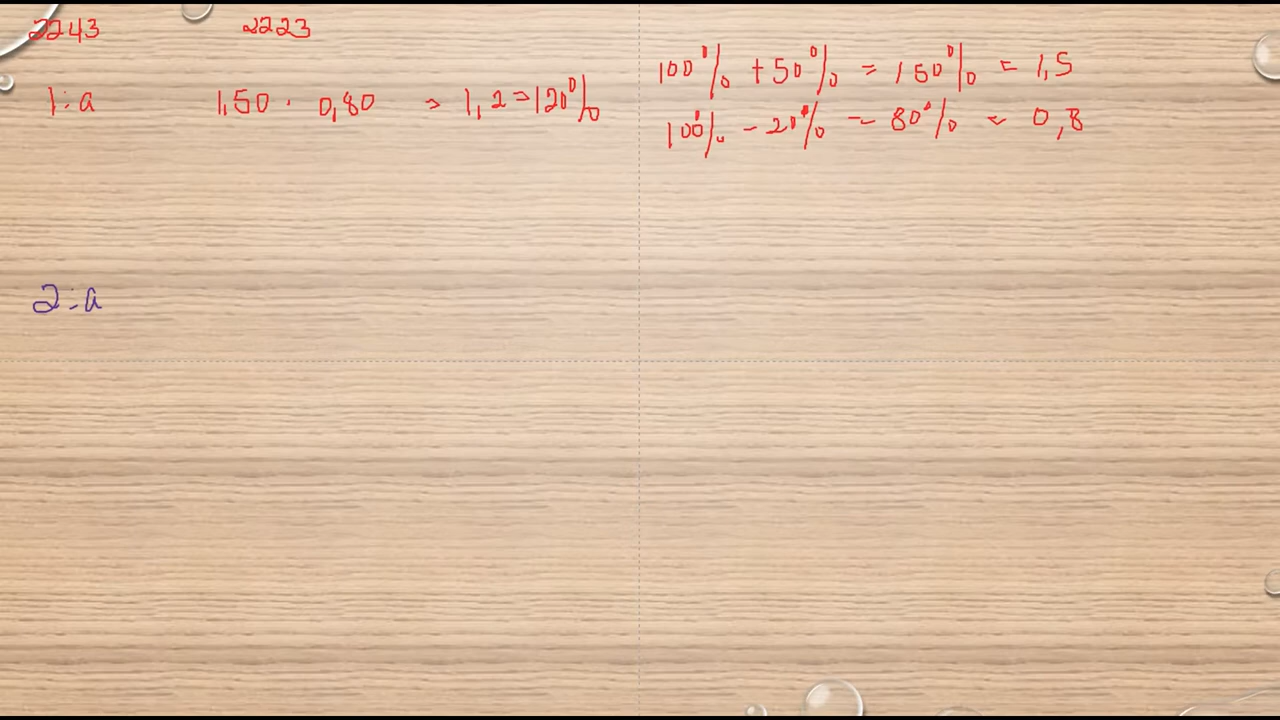 2243 2223
100% + 50% = 150% = 1,5
1:a 1,50 · 0,80 = 1,2 = 120%
100% - 20% = 80% = 0,8
2:a